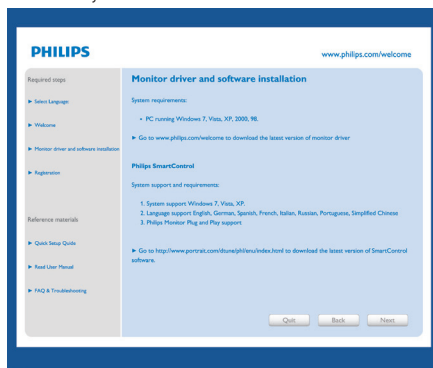 PHILIPS
www.philips.com/welcome
Required steps
► Select Language
► Welcome
► Monitor driver and software installation
► Registration
Reference materials
► Quick Setup Guide
► Read User Manual
► FAQ & Troubleshooting
Monitor driver and software installation
System requirements:
• PC running Windows 7, Vista, XP, 2000, 98.
► Go to www.philips.com/welcome to download the latest version of monitor driver
Philips SmartControl
System support and requirements:
1. System support Windows 7, Vista, XP.
2. Language support English, German, Spanish, French, Italian, Russian, Portuguese, Simplified Chinese
3. Philips Monitor Plug and Play support
► Go to http://www.portrait.com/dtune/phl/enu/index.html to download the latest version of SmartControl
software.
Quit
Back
Next